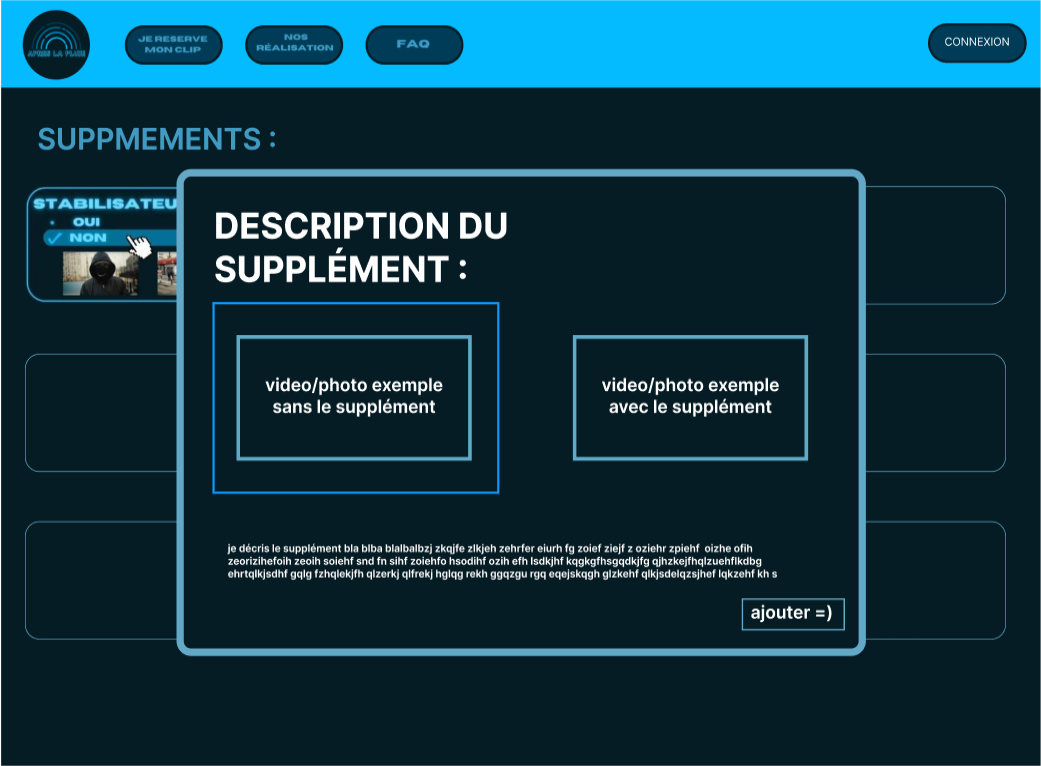 APRES LA PLUIE
JE RESERVE
MON CLIP
NOS
RÉALISATION
FAQ
CONNEXION
SUPPMEMENTS :
STABILISATEU
OUI
NON
DESCRIPTION DU
SUPPLÉMENT :
video/photo exemple
sans le supplément
video/photo exemple
avec le supplément
je décris le supplément bla blba blalbalbzj zkqjfe zlkjeh zehrfer eiurh fg zoief ziejf z oziehr zpiehf oizhe ofih
zeorizihefoih zeoih soiehf snd fn sihf zoiehfo hsodihf ozih efh lsdkjhf kqgkgfhsgqdkjfg qjhzkejfhqlzuehflkdbg
ehrtqlkjsdhf gqlg fzhqlekjfh qlzerkj qlfrekj hglqg rekh ggqzgu rgq eqejskqgh glzkehf qlkjsdelqzsjhef lqkzehf kh s
ajouter =)